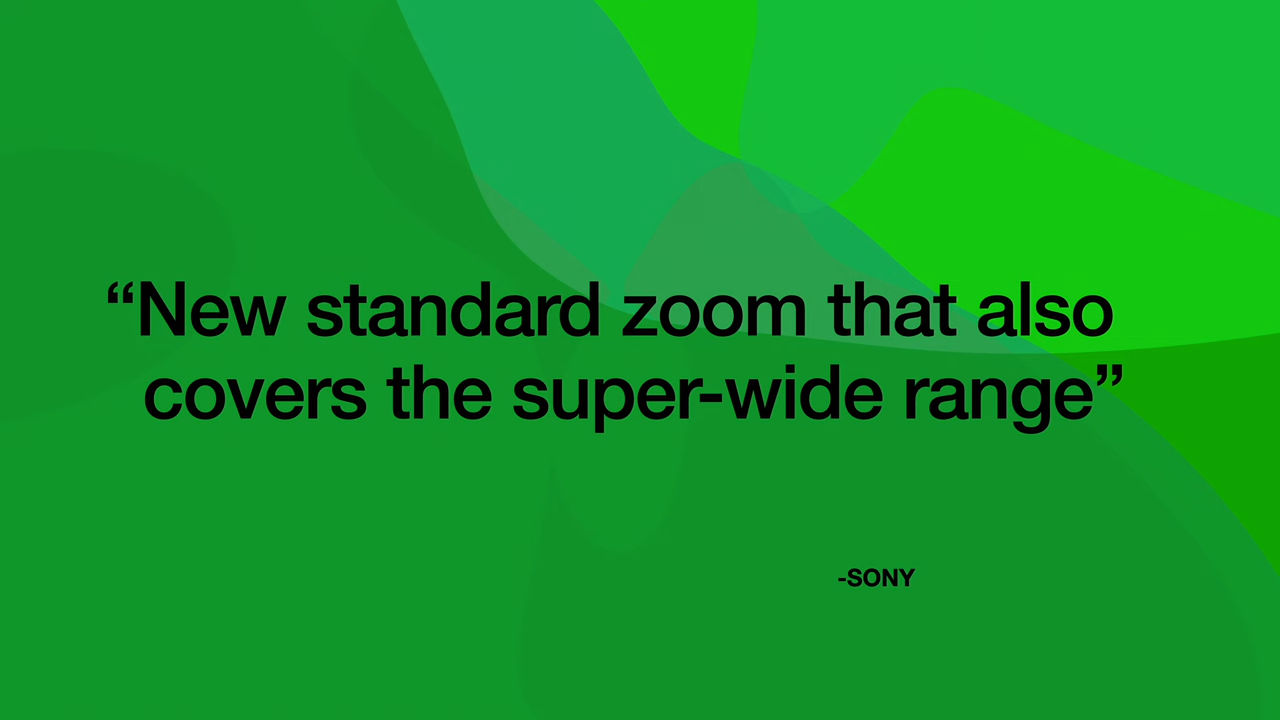 “New standard zoom that also
covers the super-wide range”
-SONY